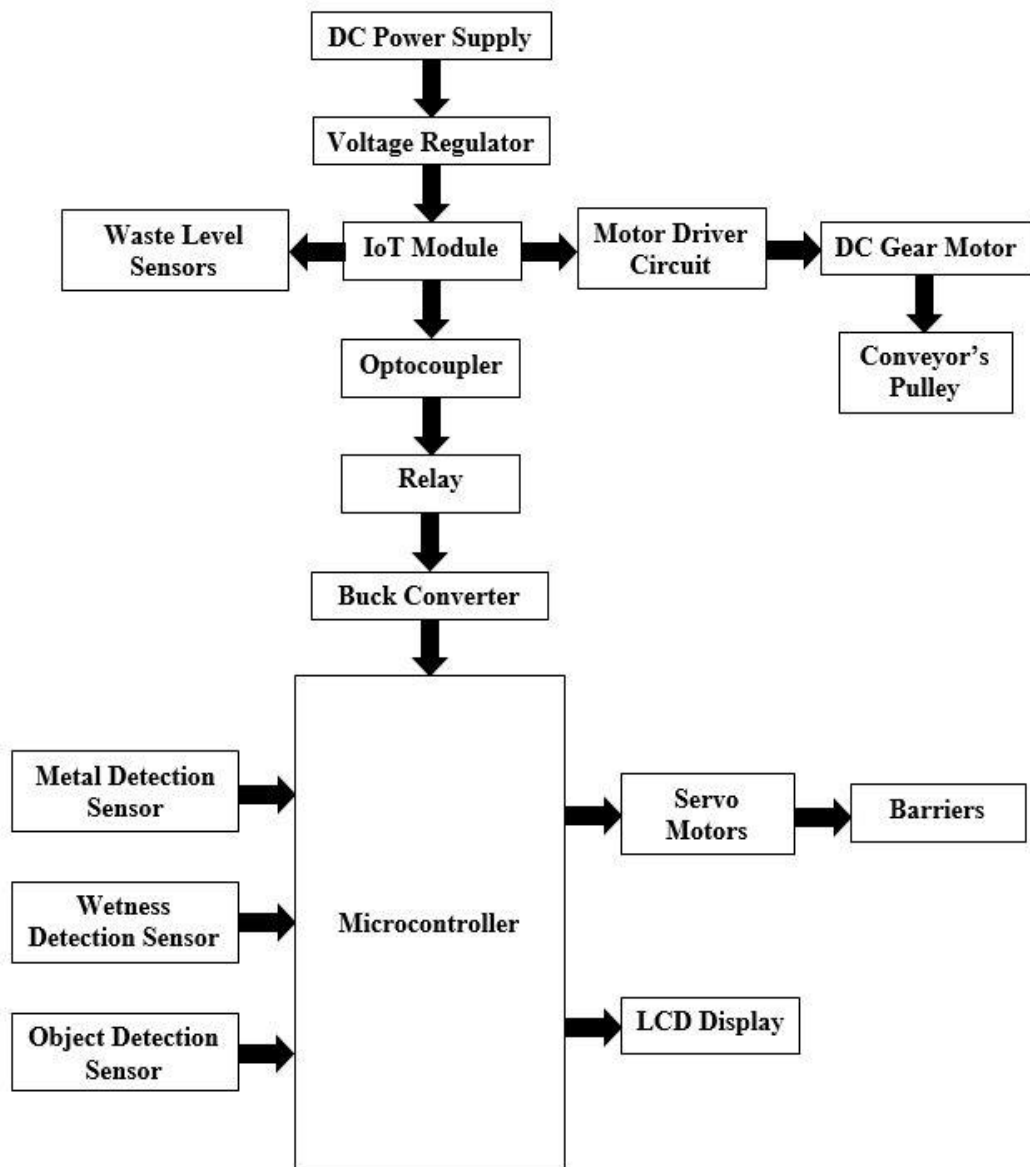 DC Power Supply
Voltage Regulator
Waste Level
Sensors
IoT Module
Motor Driver
Circuit
DC Gear Motor
Optocoupler
Conveyor’s
Pulley
Relay
Buck Converter
Metal Detection
Sensor
Servo
Motors
Barriers
Wetness
Detection Sensor
Microcontroller
Object Detection
Sensor
LCD Display